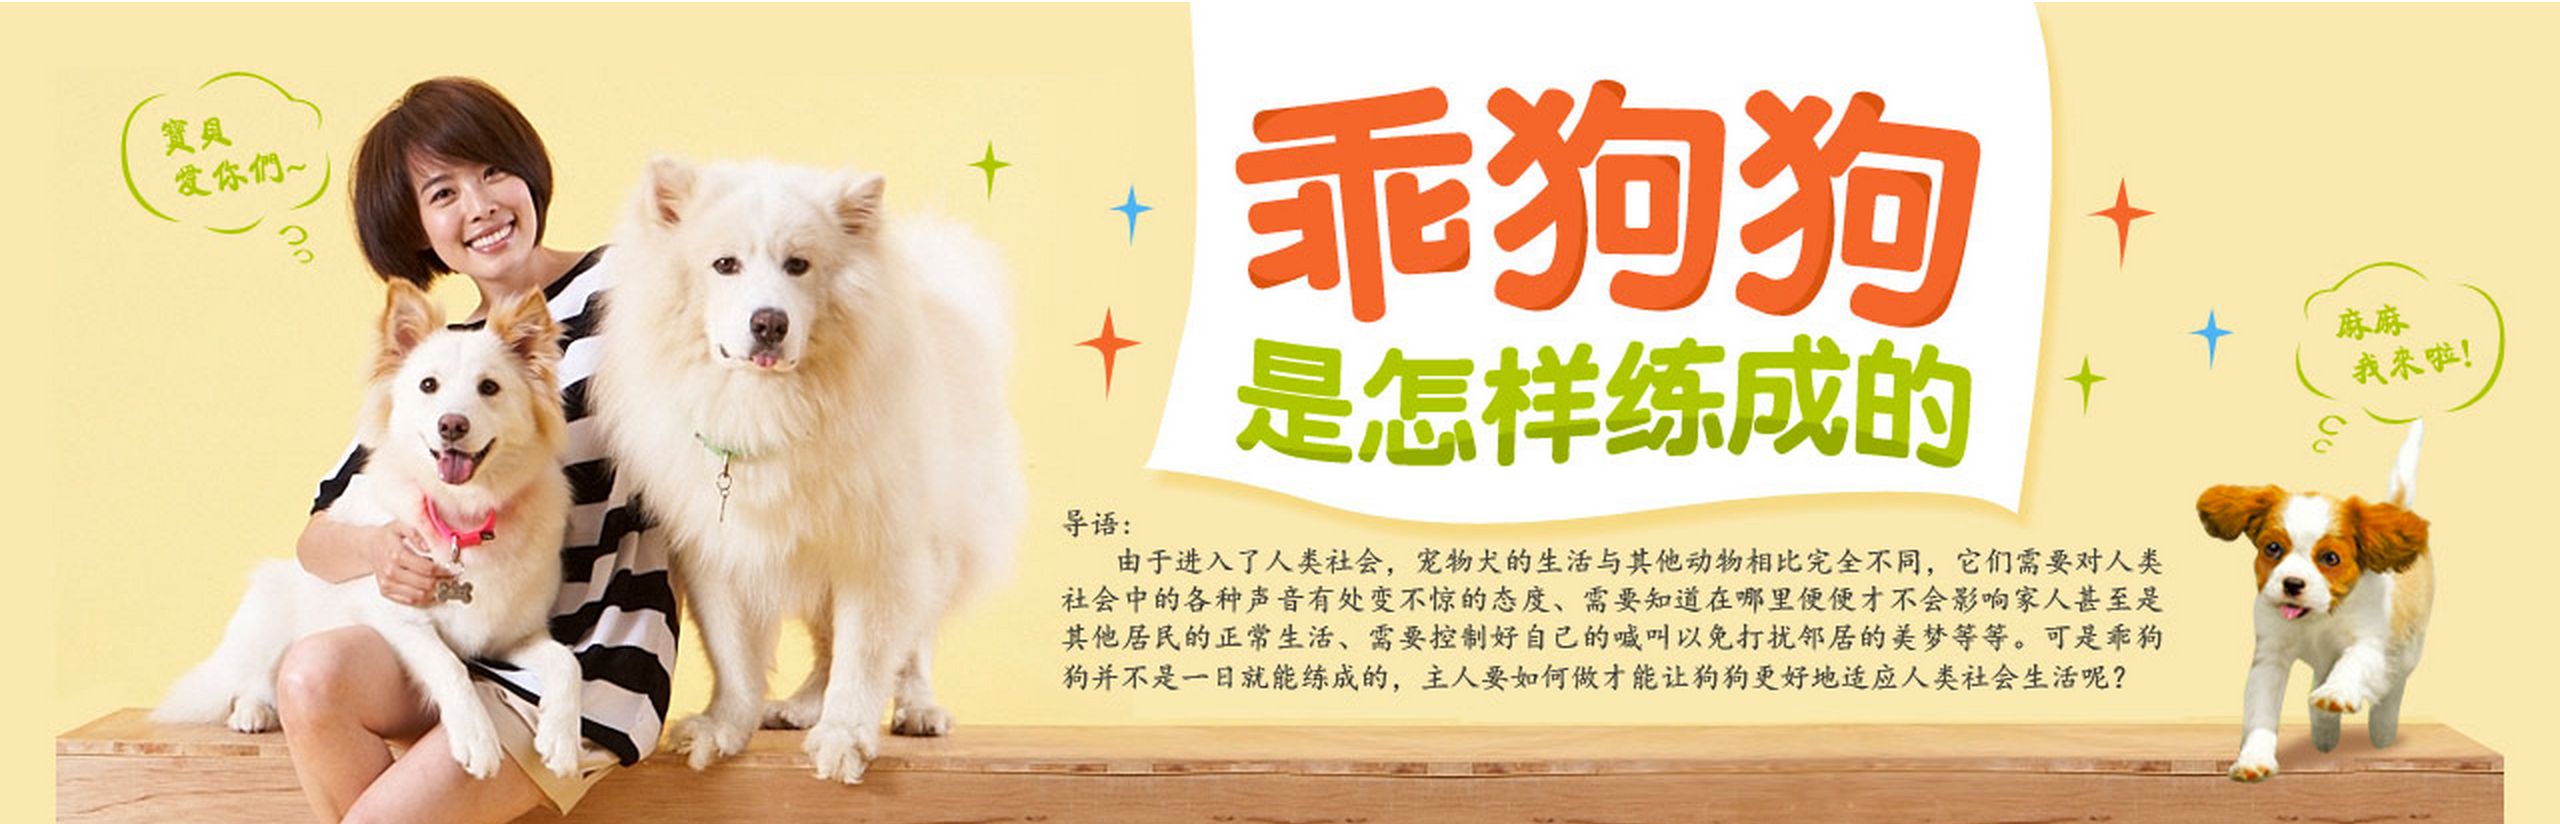 寶貝
愛你們~
乖狗狗
是怎样练成的
麻麻
我來啦!
导语：
由于进入了人类社会，宠物犬的生活与其他动物相比完全不同，它们需要对人类
社会中的各种声音有处变不惊的态度、需要知道在哪里便便才不会影响家人甚至是
其他居民的正常生活、需要控制好自己的喊叫以免打扰邻居的美梦等等。可是乖狗
狗并不是一日就能练成的，主人要如何做才能让狗狗更好地适应人类社会生活呢？